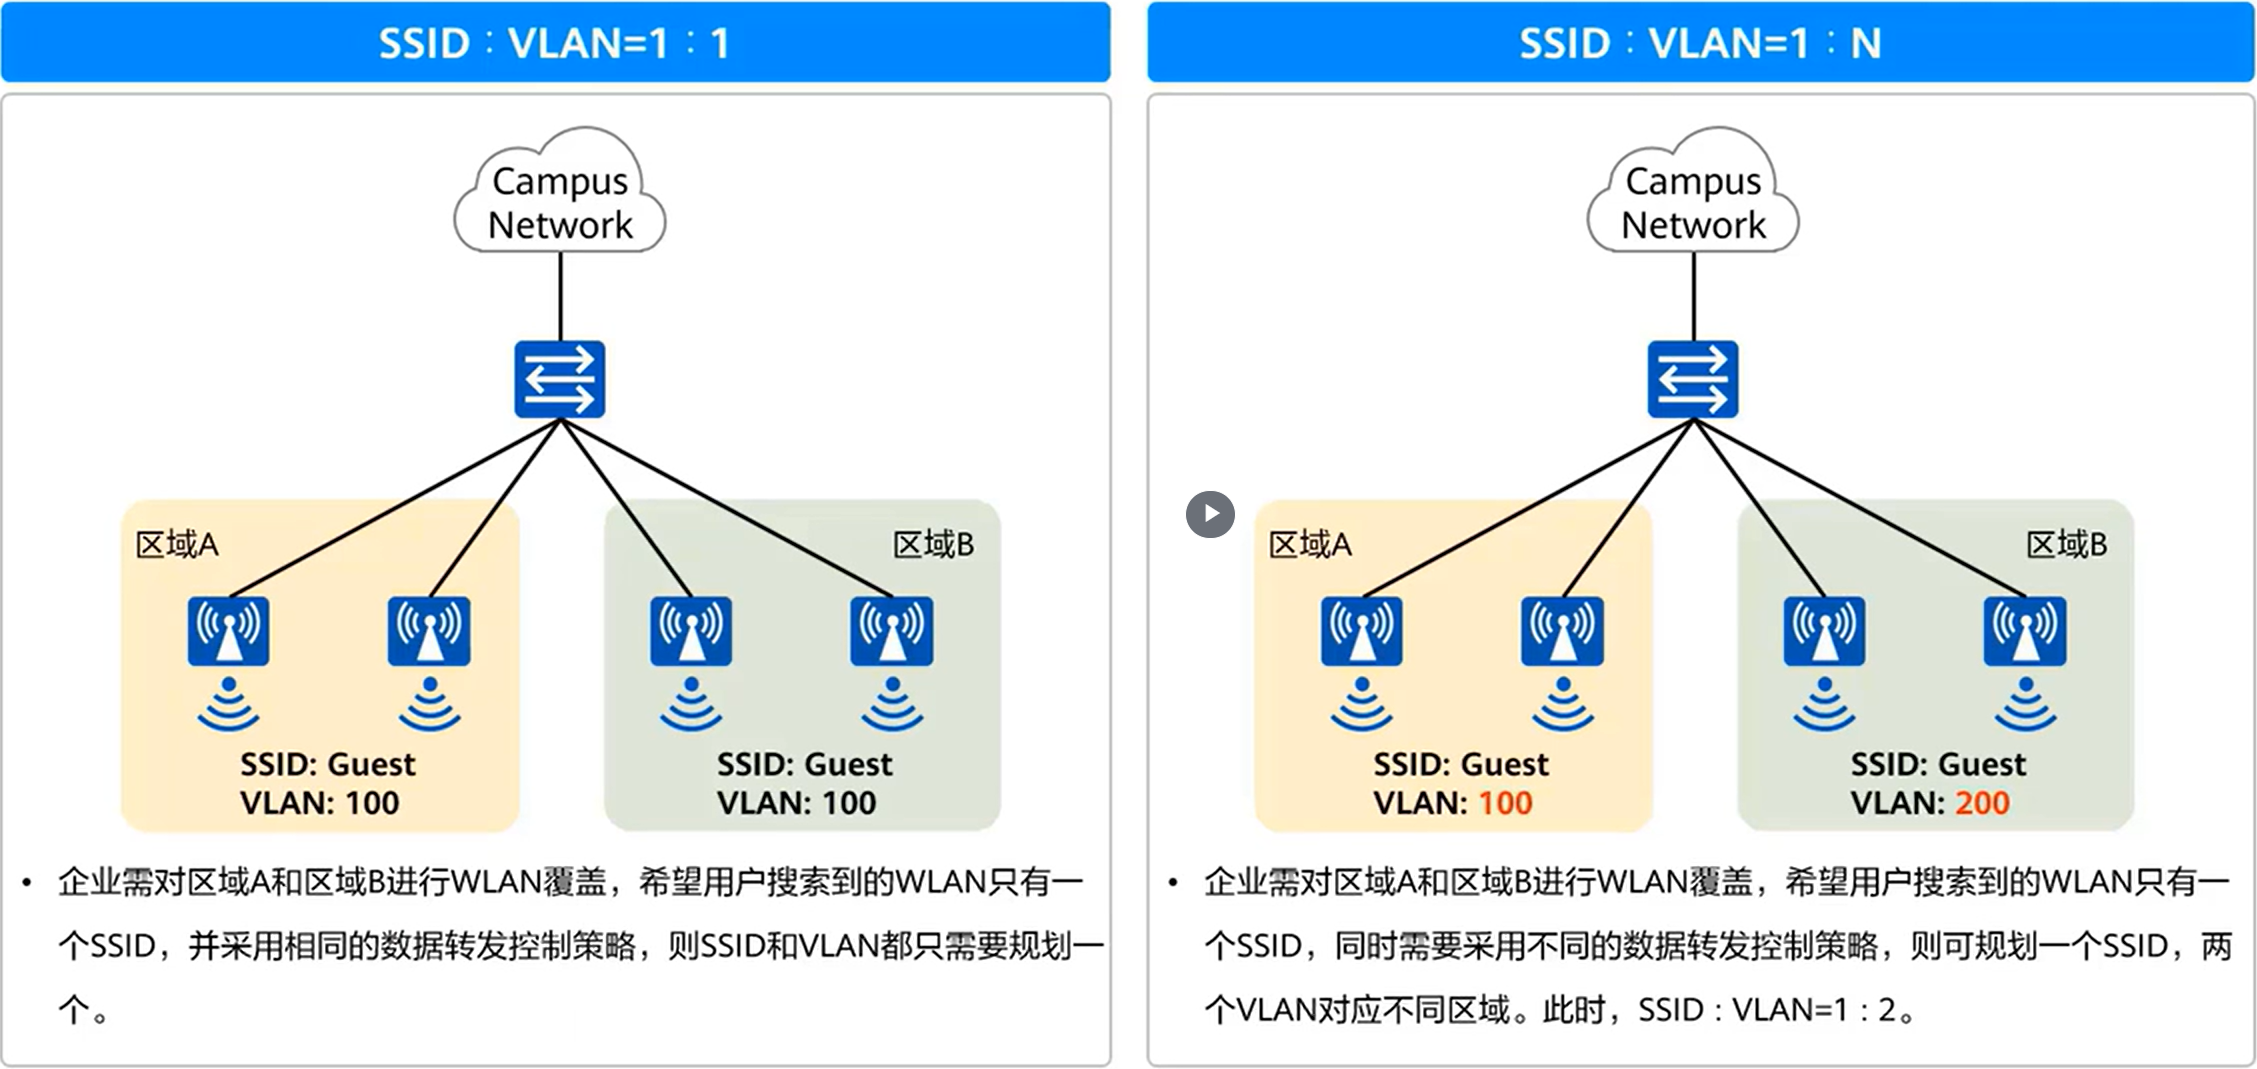 SSID：VLAN=1：1
Campus
Network
区域A
区域B
SSID: Guest
VLAN: 100
SSID: Guest
VLAN: 100
• 企业需对区域A和区域B进行WLAN覆盖，希望用户搜索到的WLAN只有一
个SSID，并采用相同的数据转发控制策略，则SSID和VLAN都只需要规划一
个。
SSID：VLAN=1：N
Campus
Network
区域A
区域B
SSID: Guest
VLAN: 100
SSID: Guest
VLAN: 200
• 企业需对区域A和区域B进行WLAN覆盖，希望用户搜索到的WLAN只有一
个SSID，同时需要采用不同的数据转发控制策略，则可规划一个SSID，两
个VLAN对应不同区域。此时，SSID：VLAN=1：2。